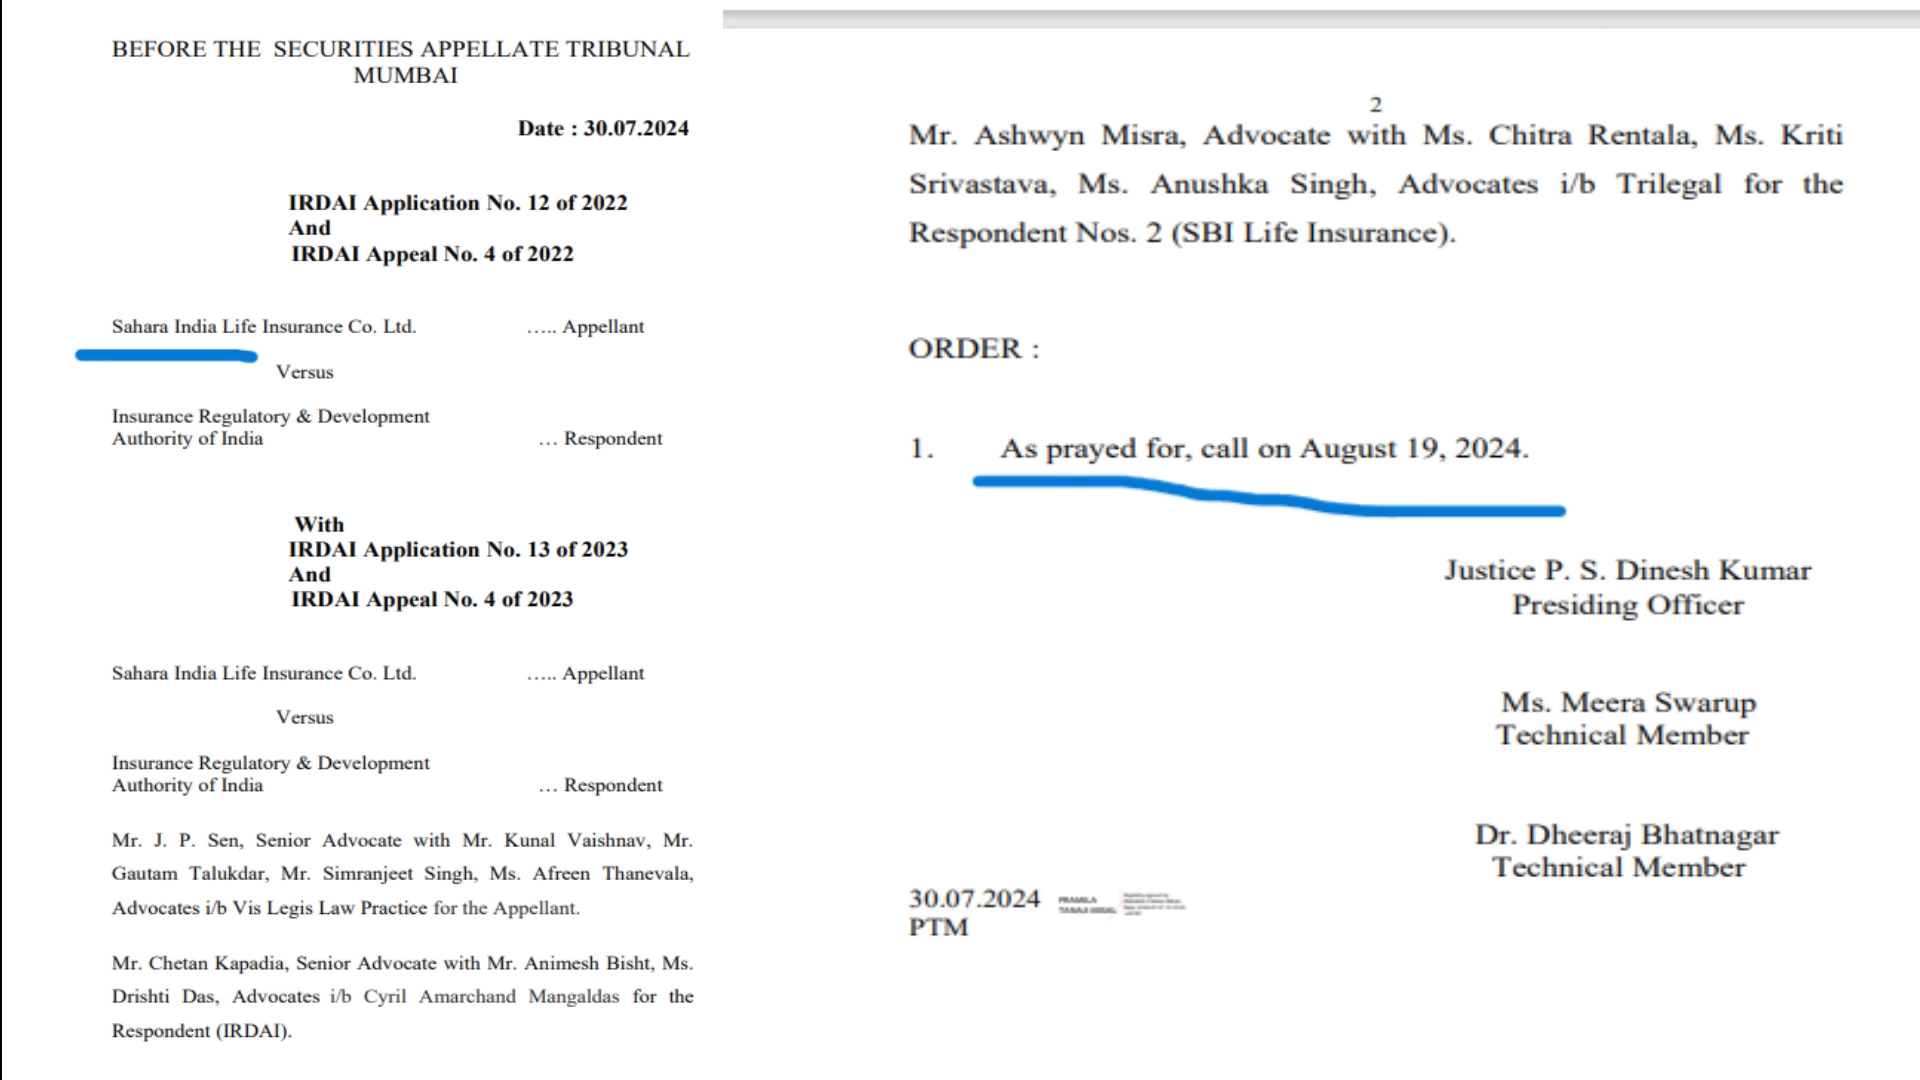 BEFORE THE SECURITIES APPELLATE TRIBUNAL
MUMBAI
Date : 30.07.2024
IRDAI Application No. 12 of 2022
And
IRDAI Appeal No. 4 of 2022
Sahara India Life Insurance Co. Ltd. ….. Appellant
Versus
Insurance Regulatory & Development
Authority of India … Respondent
With
IRDAI Application No. 13 of 2023
And
IRDAI Appeal No. 4 of 2023
Sahara India Life Insurance Co. Ltd. ….. Appellant
Versus
Insurance Regulatory & Development
Authority of India … Respondent
Mr. J. P. Sen, Senior Advocate with Mr. Kunal Vaishnav, Mr.
Gautam Talukdar, Mr. Simranjeet Singh, Ms. Afreen Thanevala,
Advocates i/b Vis Legis Law Practice for the Appellant.
Mr. Chetan Kapadia, Senior Advocate with Mr. Animesh Bisht, Ms.
Drishti Das, Advocates i/b Cyril Amarchand Mangaldas for the
Respondent (IRDAI).
2
Mr. Ashwyn Misra, Advocate with Ms. Chitra Rentala, Ms. Kriti
Srivastava, Ms. Anushka Singh, Advocates i/b Trilegal for the
Respondent Nos. 2 (SBI Life Insurance).
ORDER :
1. As prayed for, call on August 19, 2024.
Justice P. S. Dinesh Kumar
Presiding Officer
Ms. Meera Swarup
Technical Member
Dr. Dheeraj Bhatnagar
Technical Member
30.07.2024
PTM